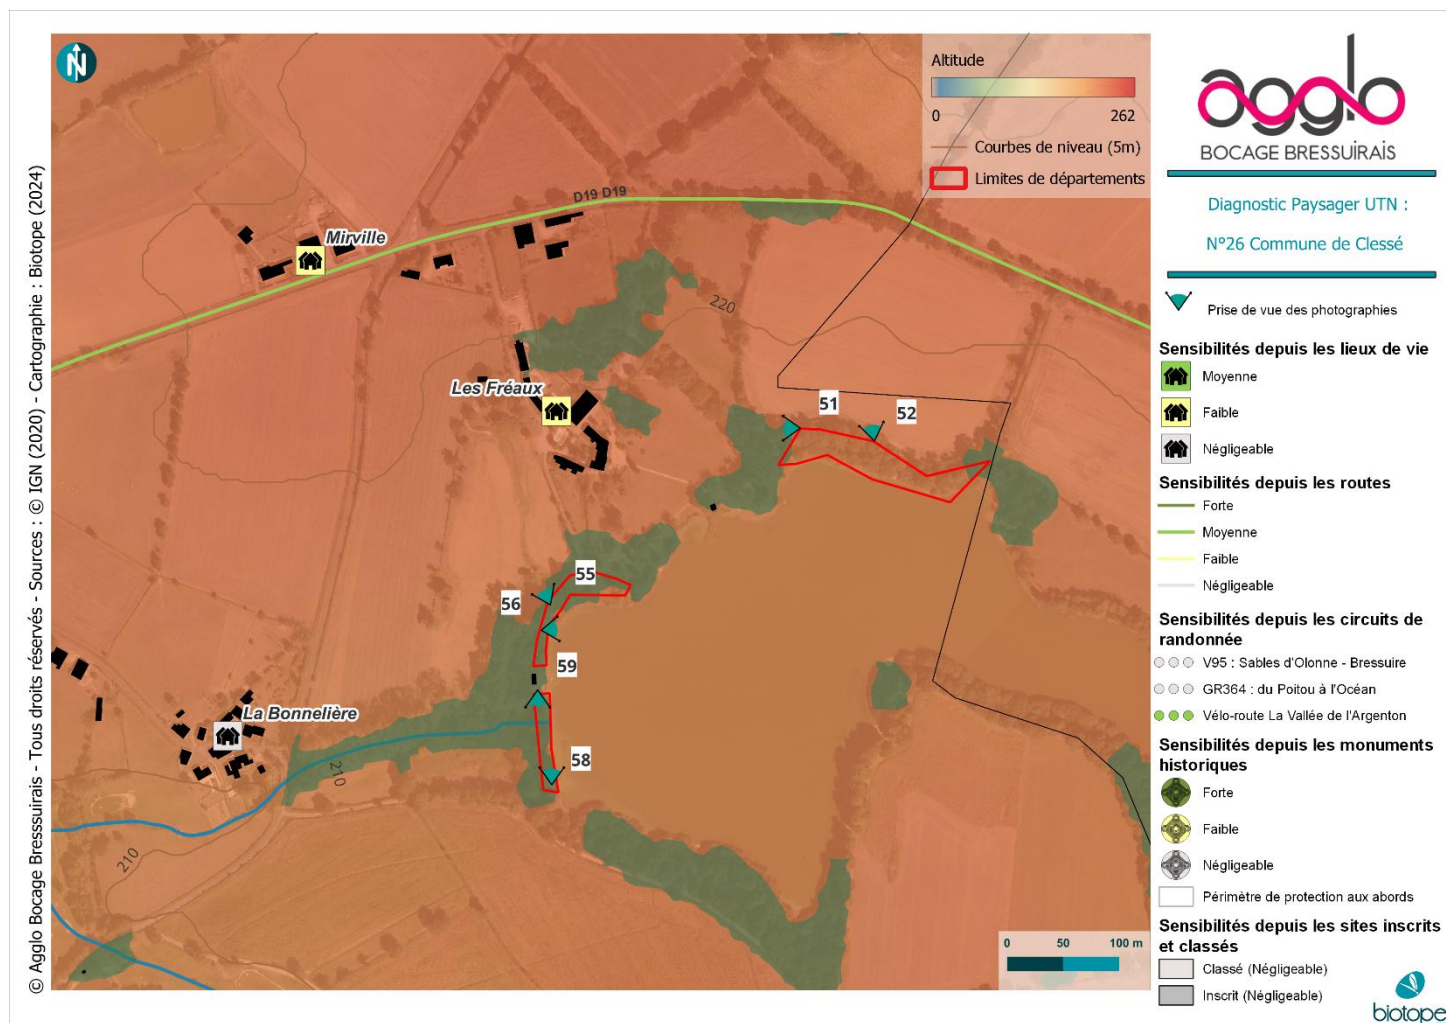 N
© Agglo Bocage Bresssuirais - Tous droits réservés - Sources : © IGN (2020) - Cartographie : Biotope (2024)
Altitude
0 262
Courbes de niveau (5m)
Limites de départements
D19 D19
Mirville
220
Les Fréaux
51
52
55
56
59
La Bonnelière
58
210
210
0 50 100 m
agglo
BOCAGE BRESSUIRAIS
Diagnostic Paysager UTN :
N°26 Commune de Clessé
Prise de vue des photographies
Sensibilités depuis les lieux de vie
Moyenne
Faible
Négligeable
Sensibilités depuis les routes
Forte
Moyenne
Faible
Négligeable
Sensibilités depuis les circuits de
randonnée
V95 : Sables d'Olonne - Bressuire
GR364 : du Poitou à l'Océan
Vélo-route La Vallée de l'Argenton
Sensibilités depuis les monuments
historiques
Forte
Faible
Négligeable
Périmètre de protection aux abords
Sensibilités depuis les sites inscrits
et classés
Classé (Négligeable)
Inscrit (Négligeable)
biotope